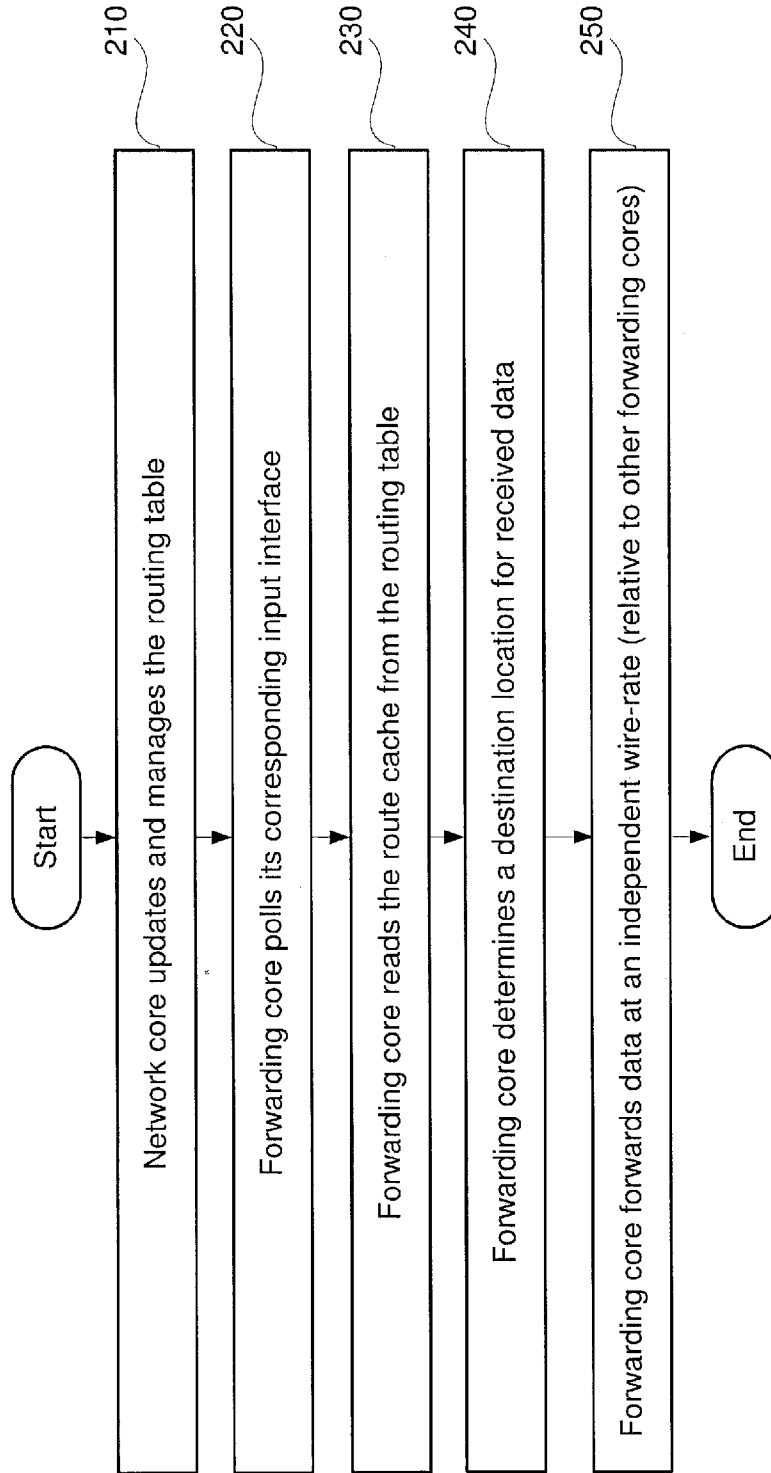 Start
Network core updates and manages the routing table
210
Forwarding core polls its corresponding input interface
220
Forwarding core reads the route cache from the routing table
230
Forwarding core determines a destination location for received data
240
Forwarding core forwards data at an independent wire-rate (relative to other forwarding cores)
250
End